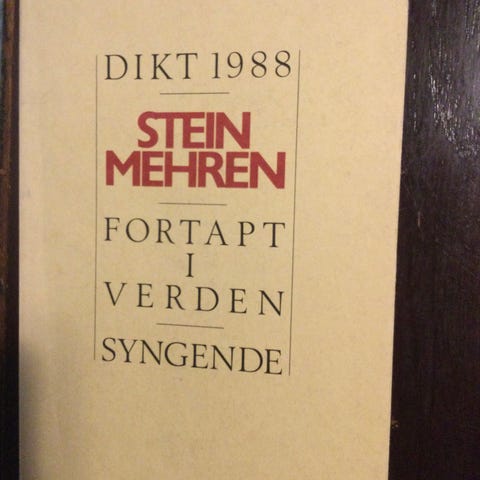 DIKT 1988
STEIN
MEHREN
FORTAPT
I
VERDEN
SYNGENDE